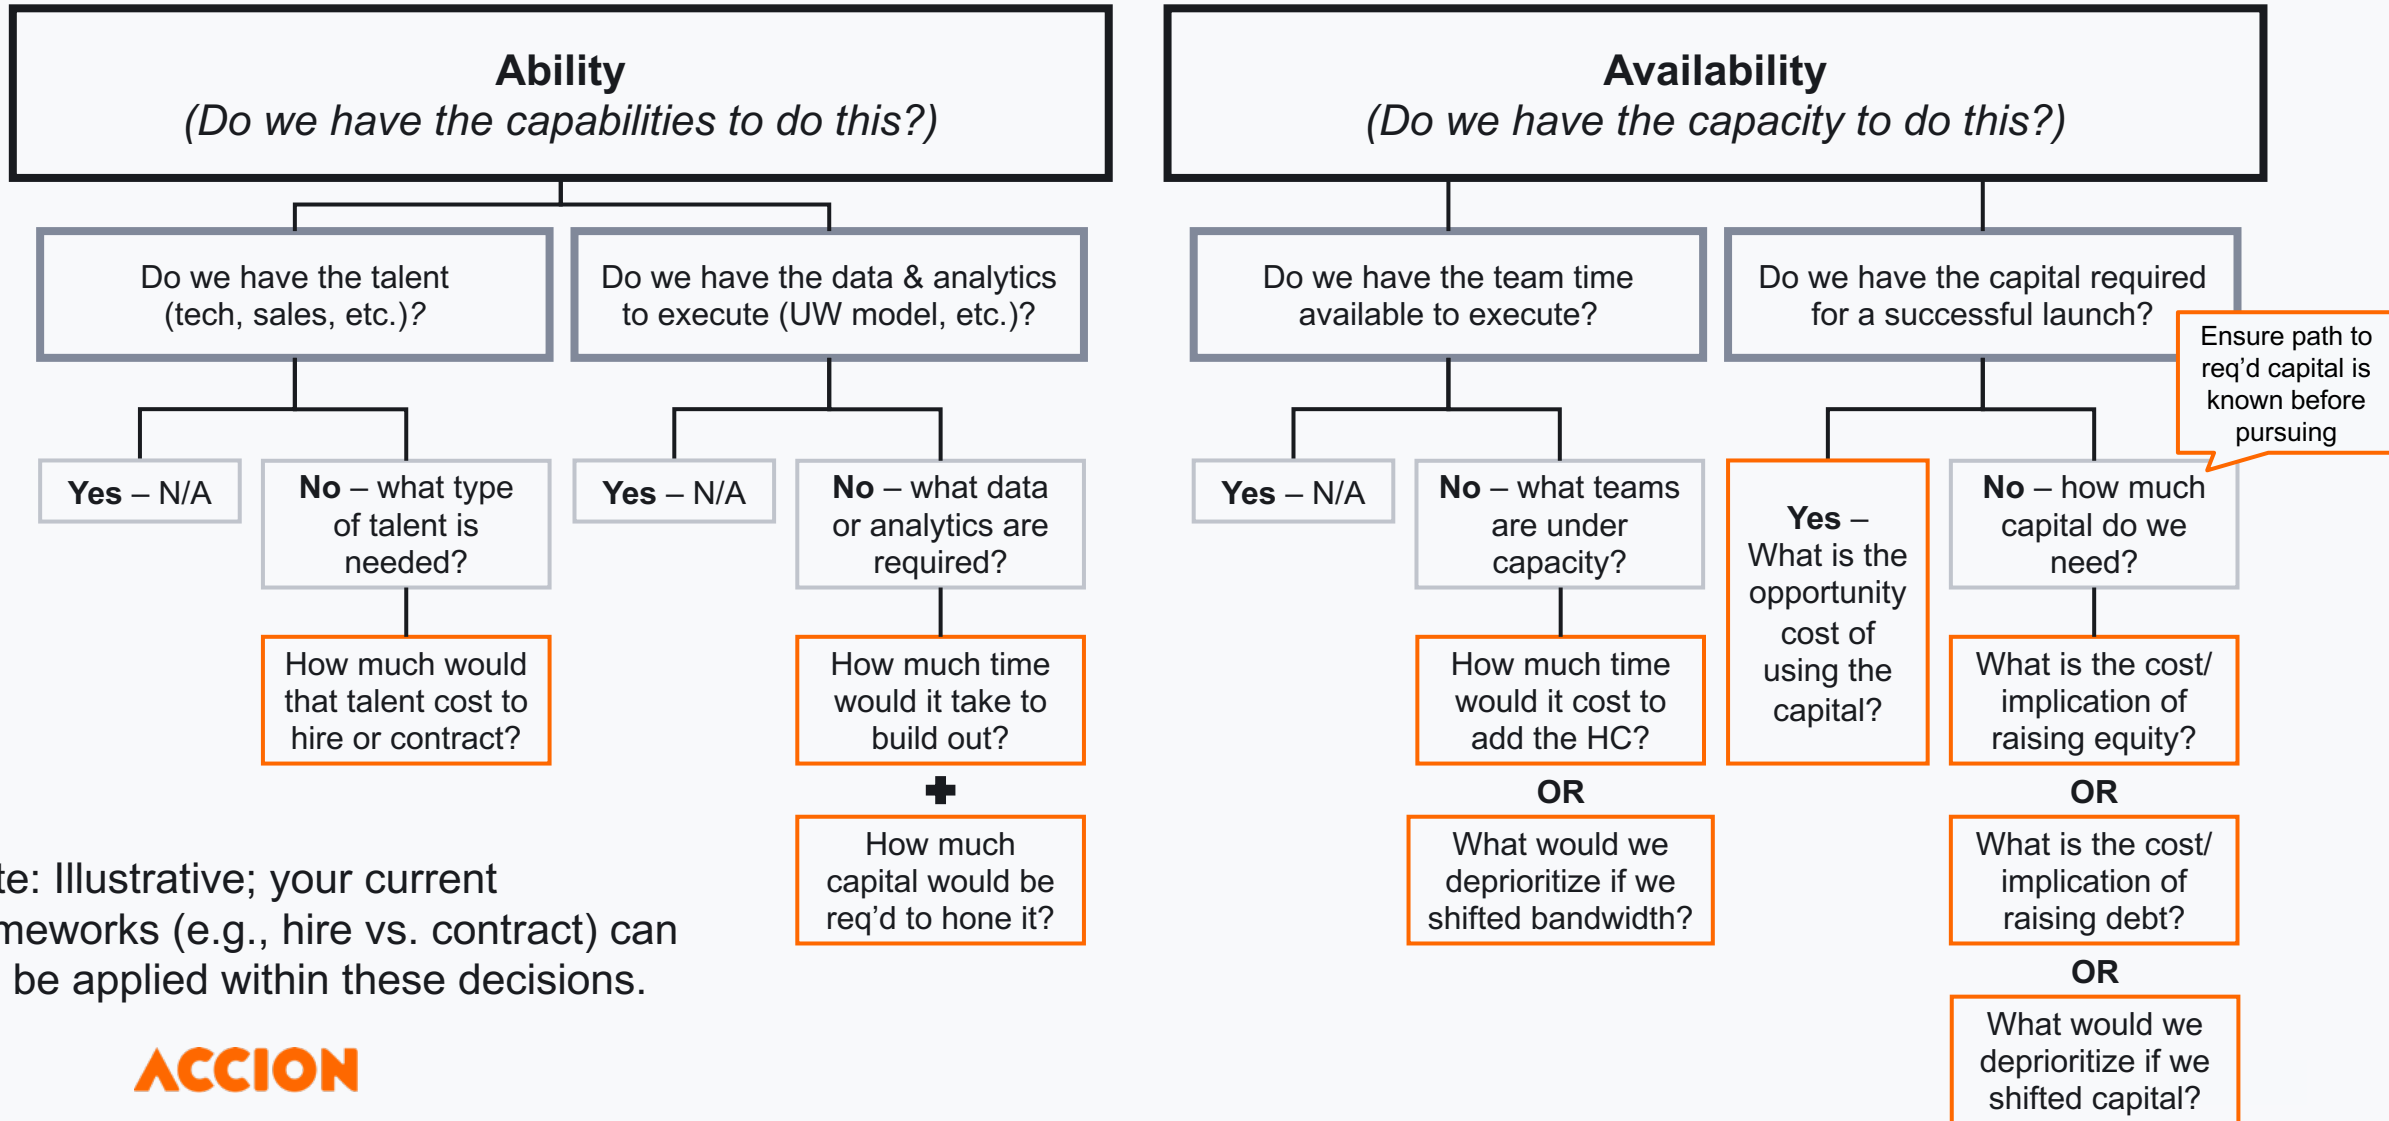 Ability
(Do we have the capabilities to do this?)
Availability
(Do we have the capacity to do this?)
Do we have the talent
(tech, sales, etc.)?
Do we have the data & analytics
to execute (UW model, etc.)?
Do we have the team time
available to execute?
Do we have the capital required
for a successful launch?
Ensure path to
req’d capital is
known before
pursuing
Yes – N/A
No – what type
of talent is
needed?
Yes – N/A
No – what data
or analytics are
required?
Yes – N/A
No – what teams
are under
capacity?
Yes –
What is the
opportunity
cost of
using the
capital?
No – how much
capital do we
need?
How much would
that talent cost to
hire or contract?
How much time
would it take to
build out?
How much time
would it cost to
add the HC?
What is the cost/
implication of
raising equity?
OR
OR
How much
capital would be
req’d to hone it?
What would we
deprioritize if we
shifted bandwidth?
What is the cost/
implication of
raising debt?
OR
What would we
deprioritize if we
shifted capital?
te: Illustrative; your current
meworks (e.g., hire vs. contract) can
be applied within these decisions.
ACCION